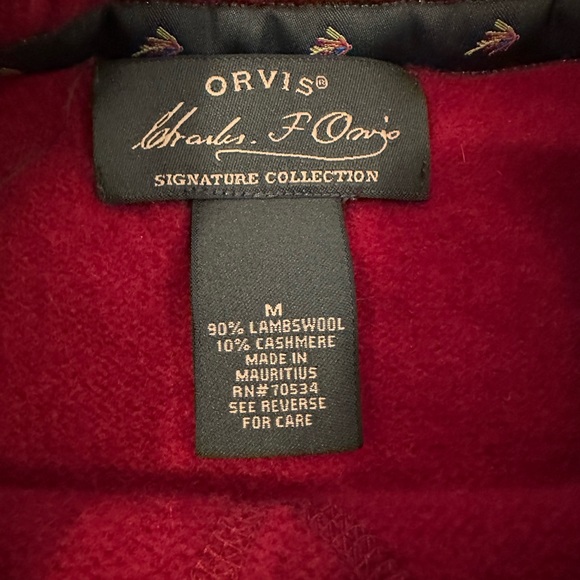 ORVIS®
Charles. F Orvis
SIGNATURE COLLECTION
M
90% LAMBSWOOL
10% CASHMERE
MADE IN
MAURITIUS
RN#70534
SEE REVERSE
FOR CARE